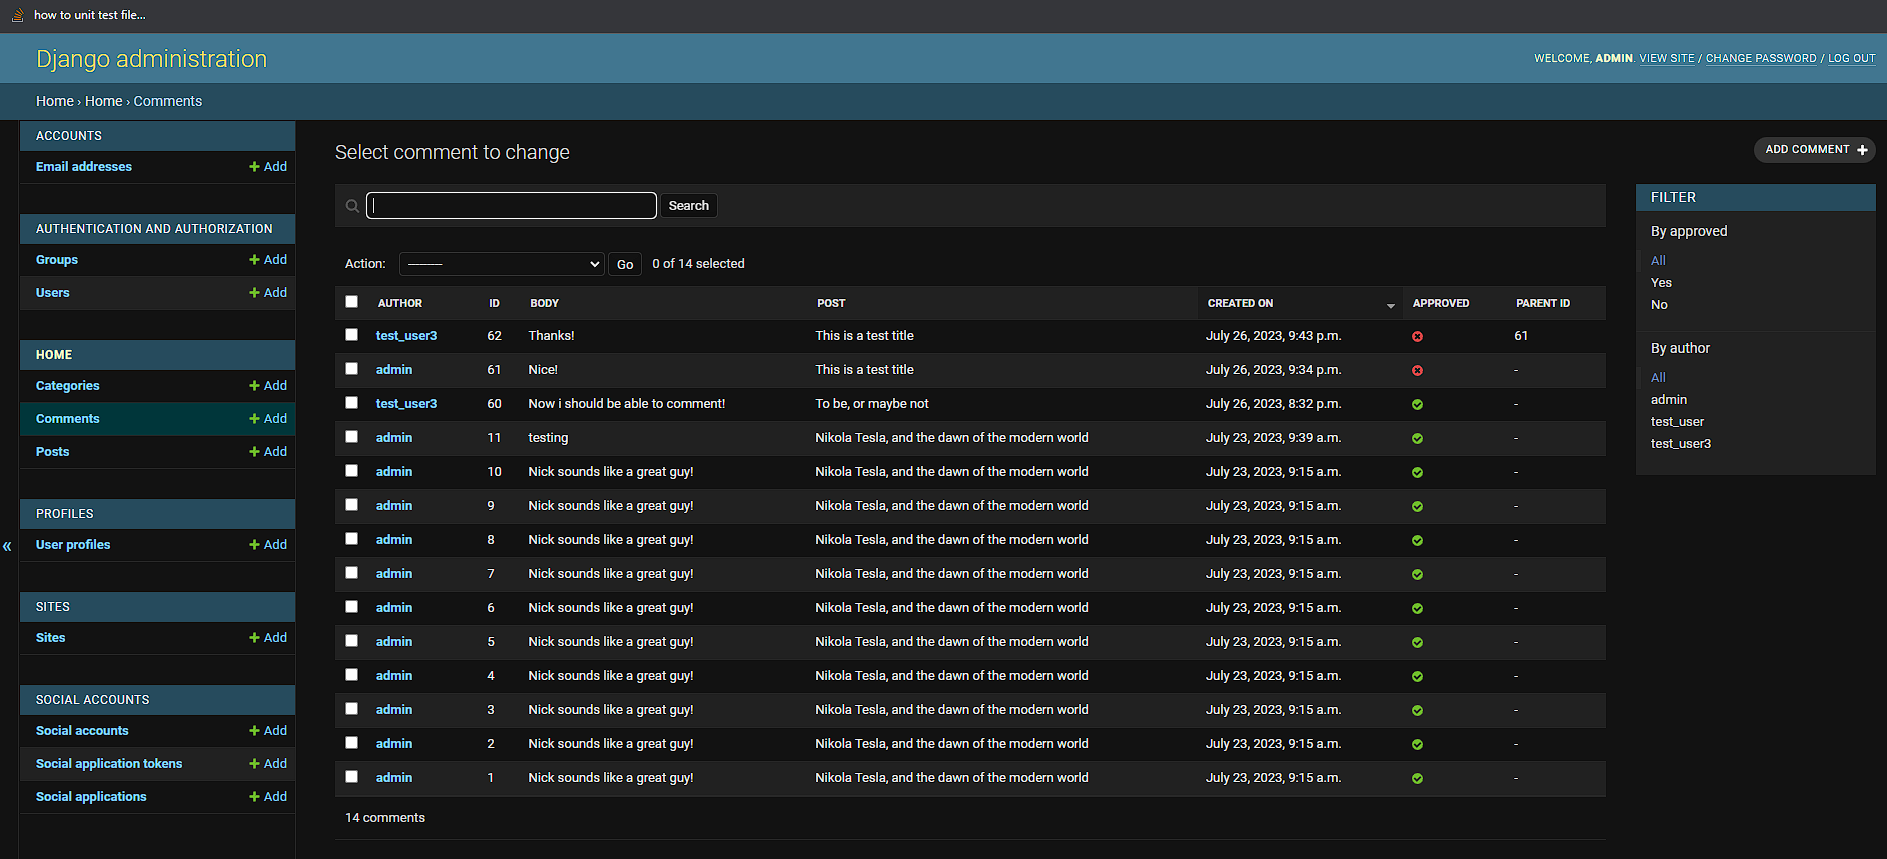 how to unit test file...
Django administration
WELCOME, ADMIN. VIEW SITE / CHANGE PASSWORD / LOG OUT
Home › Home › Comments
ACCOUNTS
Email addresses + Add
AUTHENTICATION AND AUTHORIZATION
Groups + Add
Users + Add
HOME
Categories + Add
Comments + Add
Posts + Add
PROFILES
User profiles + Add
SITES
Sites + Add
SOCIAL ACCOUNTS
Social accounts + Add
Social application tokens + Add
Social applications + Add
«
Select comment to change
ADD COMMENT +
Search
Action: --------- Go 0 of 14 selected
AUTHOR ID BODY POST CREATED ON APPROVED PARENT ID
test_user3 62 Thanks! This is a test title July 26, 2023, 9:43 p.m. 61
admin 61 Nice! This is a test title July 26, 2023, 9:34 p.m. -
test_user3 60 Now i should be able to comment! To be, or maybe not July 26, 2023, 8:32 p.m. -
admin 11 testing Nikola Tesla, and the dawn of the modern world July 23, 2023, 9:39 a.m. -
admin 10 Nick sounds like a great guy! Nikola Tesla, and the dawn of the modern world July 23, 2023, 9:15 a.m. -
admin 9 Nick sounds like a great guy! Nikola Tesla, and the dawn of the modern world July 23, 2023, 9:15 a.m. -
admin 8 Nick sounds like a great guy! Nikola Tesla, and the dawn of the modern world July 23, 2023, 9:15 a.m. -
admin 7 Nick sounds like a great guy! Nikola Tesla, and the dawn of the modern world July 23, 2023, 9:15 a.m. -
admin 6 Nick sounds like a great guy! Nikola Tesla, and the dawn of the modern world July 23, 2023, 9:15 a.m. -
admin 5 Nick sounds like a great guy! Nikola Tesla, and the dawn of the modern world July 23, 2023, 9:15 a.m. -
admin 4 Nick sounds like a great guy! Nikola Tesla, and the dawn of the modern world July 23, 2023, 9:15 a.m. -
admin 3 Nick sounds like a great guy! Nikola Tesla, and the dawn of the modern world July 23, 2023, 9:15 a.m. -
admin 2 Nick sounds like a great guy! Nikola Tesla, and the dawn of the modern world July 23, 2023, 9:15 a.m. -
admin 1 Nick sounds like a great guy! Nikola Tesla, and the dawn of the modern world July 23, 2023, 9:15 a.m. -
14 comments
FILTER
By approved
All
Yes
No
By author
All
admin
test_user
test_user3